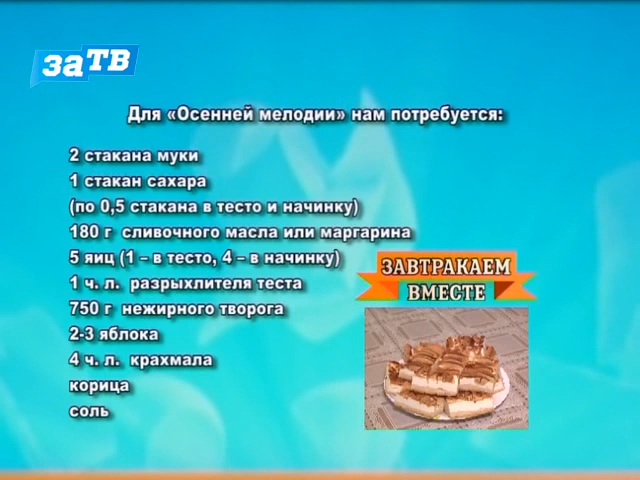 заТВ
Для «Осенней мелодии» нам потребуется:
2 стакана муки
1 стакан сахара
(по 0,5 стакана в тесто и начинку)
180 г  сливочного масла или маргарина
5 яиц (1 – в тесто, 4 – в начинку)
1 ч. л.  разрыхлителя теста
750 г  нежирного творога
2-3 яблока
4 ч. л.  крахмала
корица
соль
ЗАВТРАКАЕМ
ВМЕСТЕ